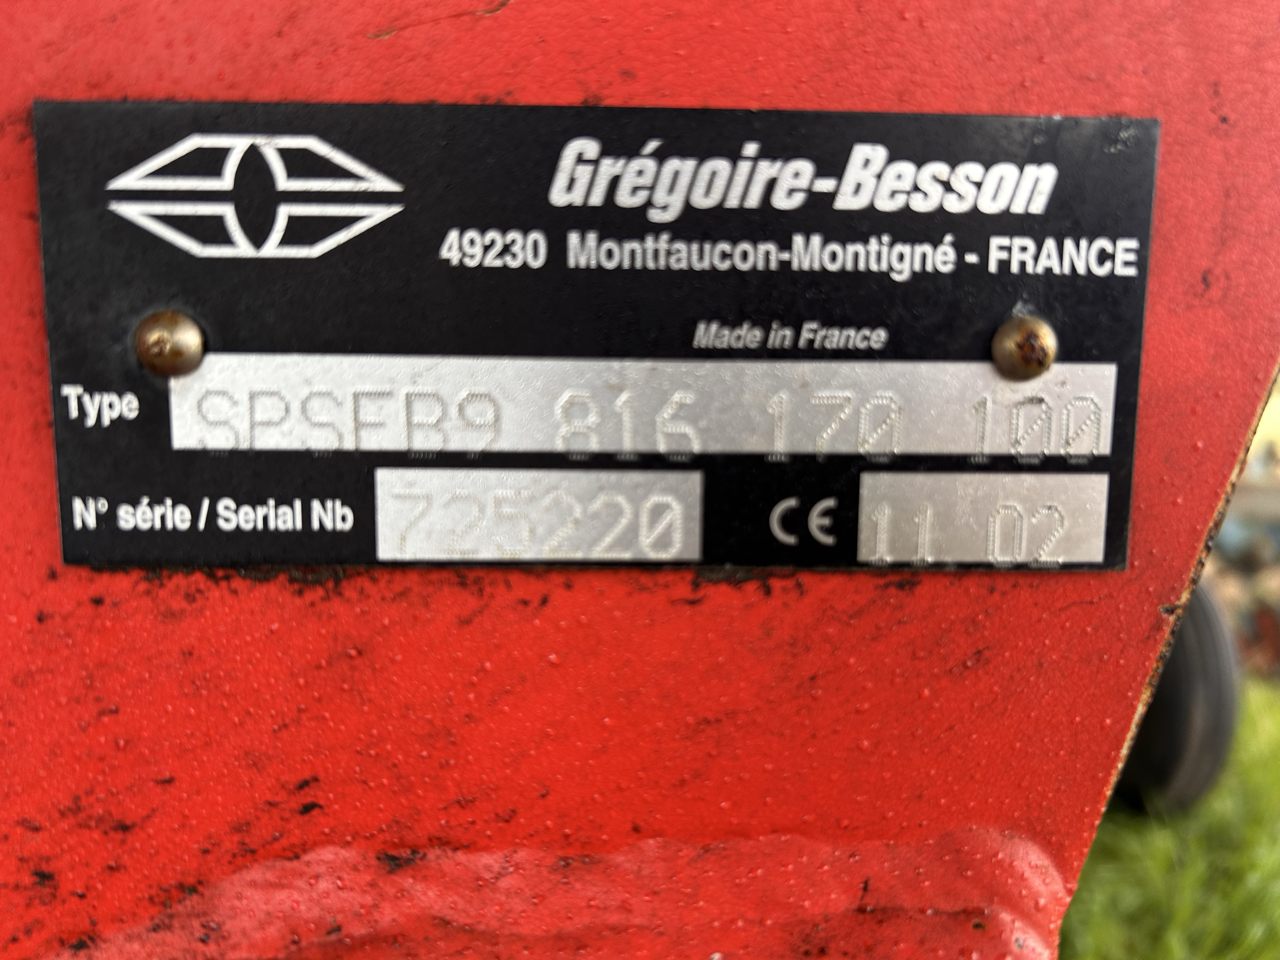 Grégoire-Besson
49230 Montfaucon-Montigné - FRANCE
Made in France
Type SPSFB9 816 170 100
N° série / Serial Nb 725220 CE 11 02